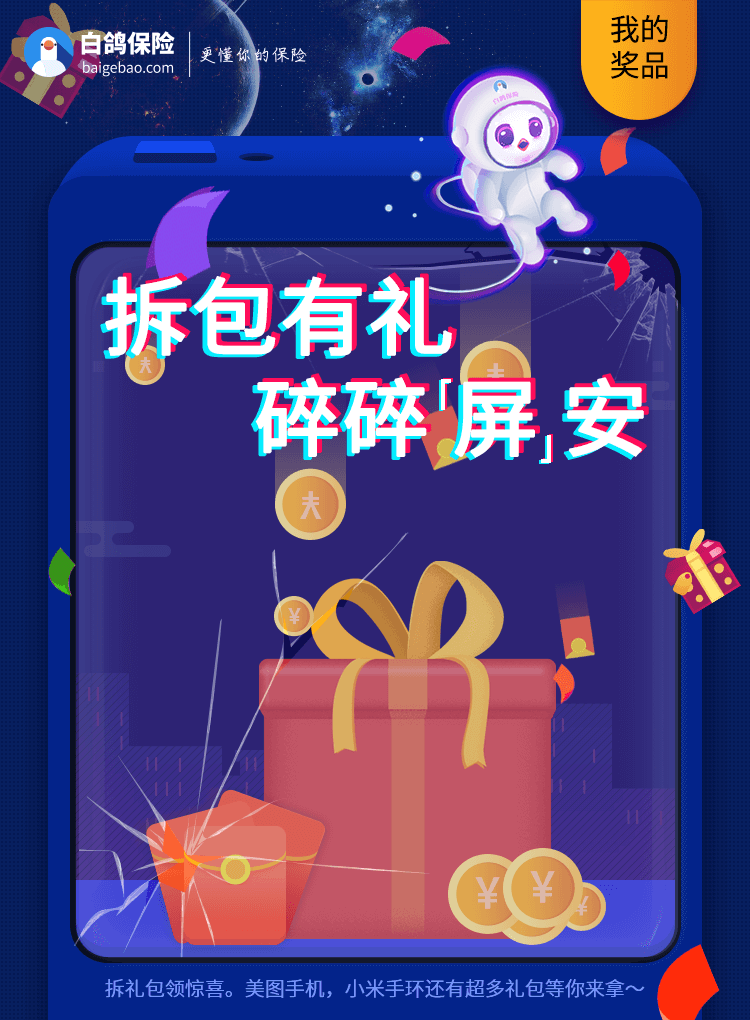 白鸽保险
baigebao.com
更懂你的保险
我的
奖品
白鸽保险
拆包有礼
碎碎「屏」安
¥
¥
¥
¥
拆礼包领惊喜。美图手机，小米手环还有超多礼包等你来拿～